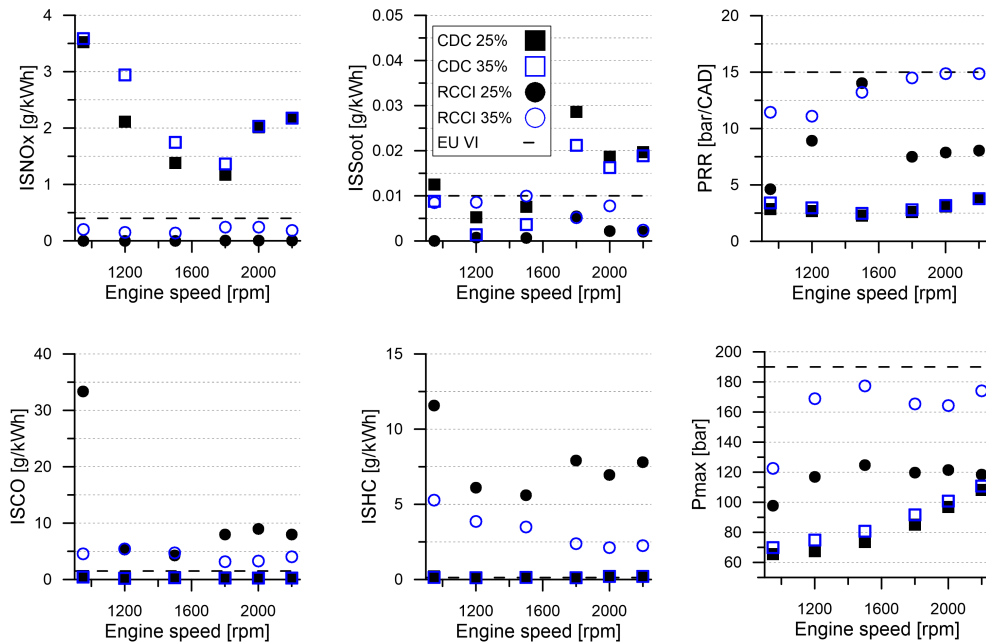 ISNOx [g/kWh]
4
3
2
1
0
1200 1600 2000
Engine speed [rpm]
ISSoot [g/kWh]
0.05
0.04
0.03
0.02
0.01
0
CDC 25%
CDC 35%
RCCI 25%
RCCI 35%
EU VI
1200 1600 2000
Engine speed [rpm]
PRR [bar/CAD]
20
15
10
5
0
1200 1600 2000
Engine speed [rpm]
ISCO [g/kWh]
40
30
20
10
0
1200 1600 2000
Engine speed [rpm]
ISHC [g/kWh]
15
10
5
0
1200 1600 2000
Engine speed [rpm]
Pmax [bar]
200
180
160
140
120
100
80
60
1200 1600 2000
Engine speed [rpm]